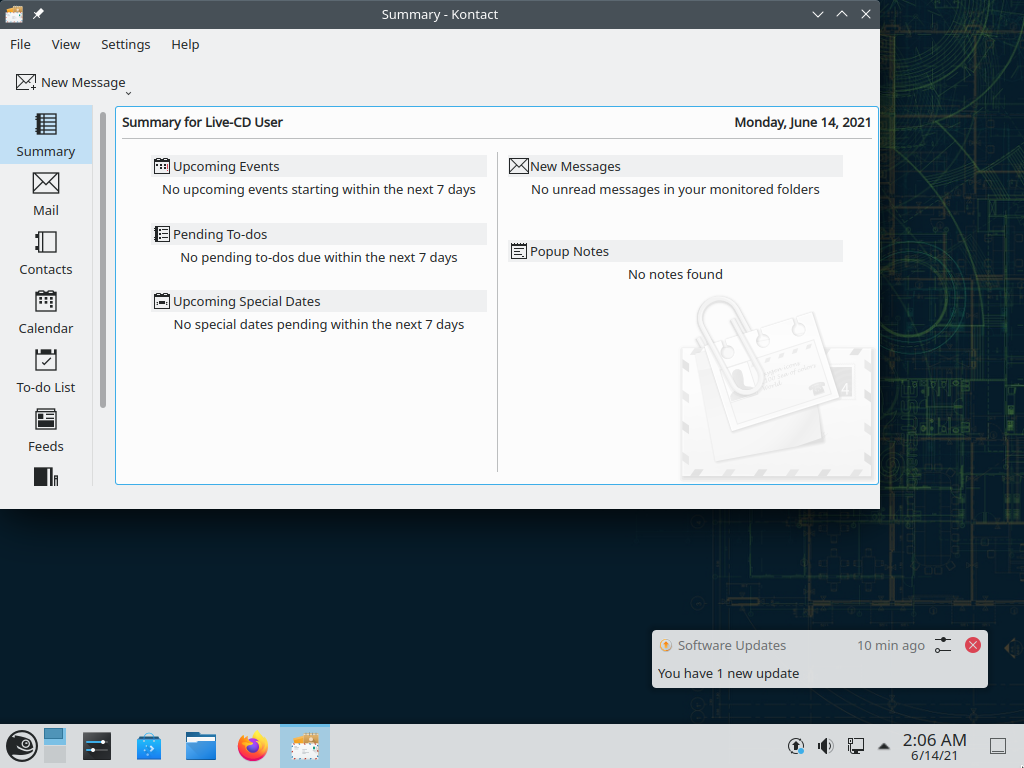 Summary - Kontact
File View Settings Help
New Message
Summary
Mail
Contacts
Calendar
To-do List
Feeds
Summary for Live-CD User
Monday, June 14, 2021
Upcoming Events
No upcoming events starting within the next 7 days
Pending To-dos
No pending to-dos due within the next 7 days
Upcoming Special Dates
No special dates pending within the next 7 days
New Messages
No unread messages in your monitored folders
Popup Notes
No notes found
4
Software Updates 10 min ago
You have 1 new update
2:06 AM
6/14/21